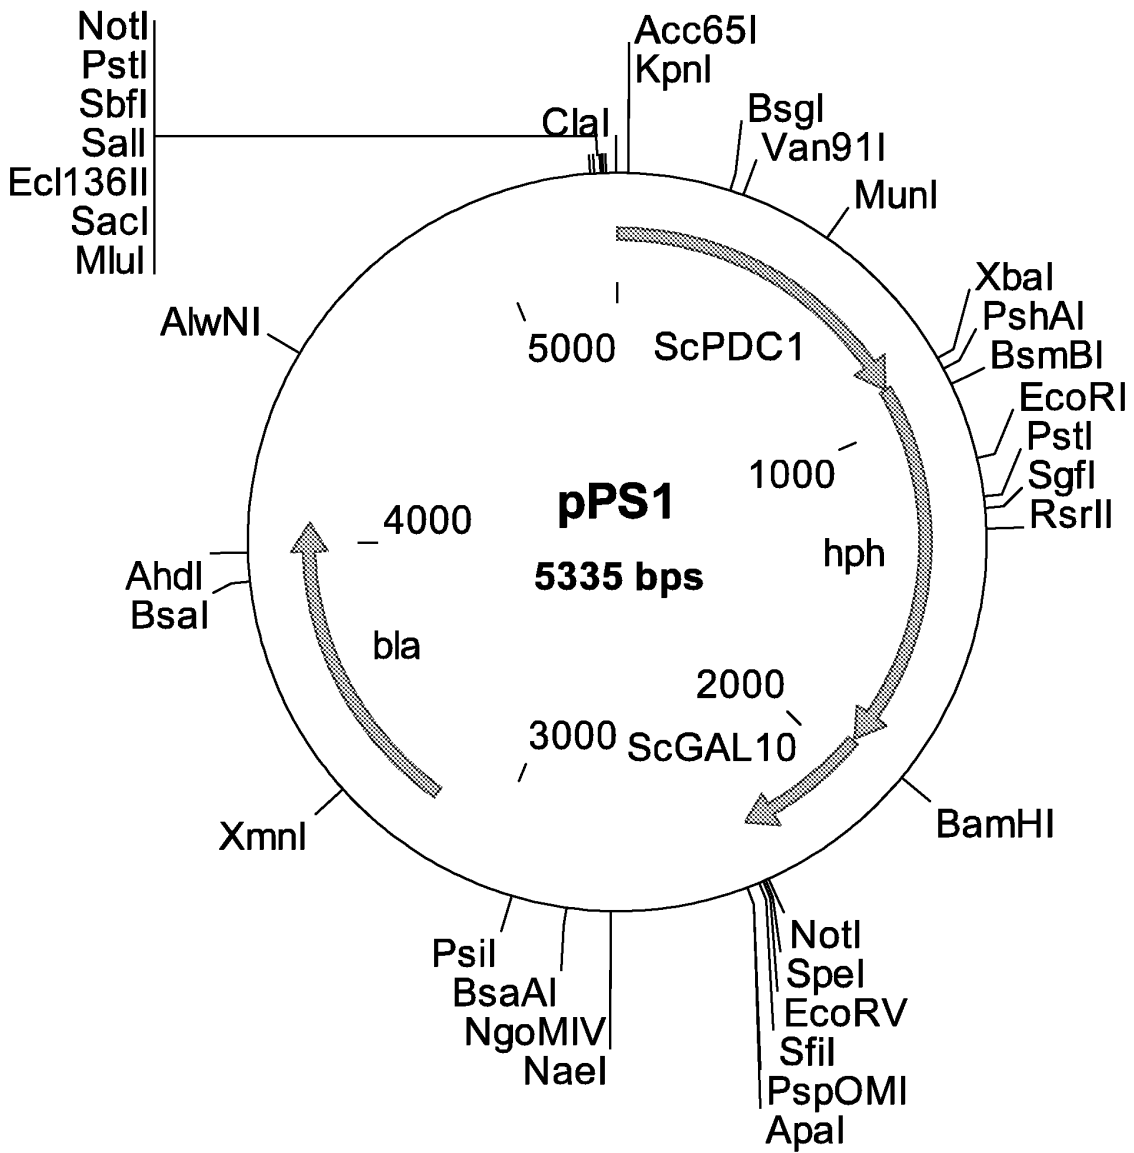 NotI
PstI
SbfI
SalI
Ecl136II
SacI
MluI
ClaI
Acc65I
KpnI
BsgI
Van91I
MunI
XbaI
PshAI
BsmBI
EcoRI
PstI
SgfI
RsrII
AlwNI
5000
ScPDC1
1000
pPS1
5335 bps
4000
hph
AhdI
BsaI
bla
2000
3000
ScGAL10
XmnI
BamHI
PsiI
BsaAI
NgoMIV
NaeI
NotI
SpeI
EcoRV
SfiI
PspOMI
ApaI